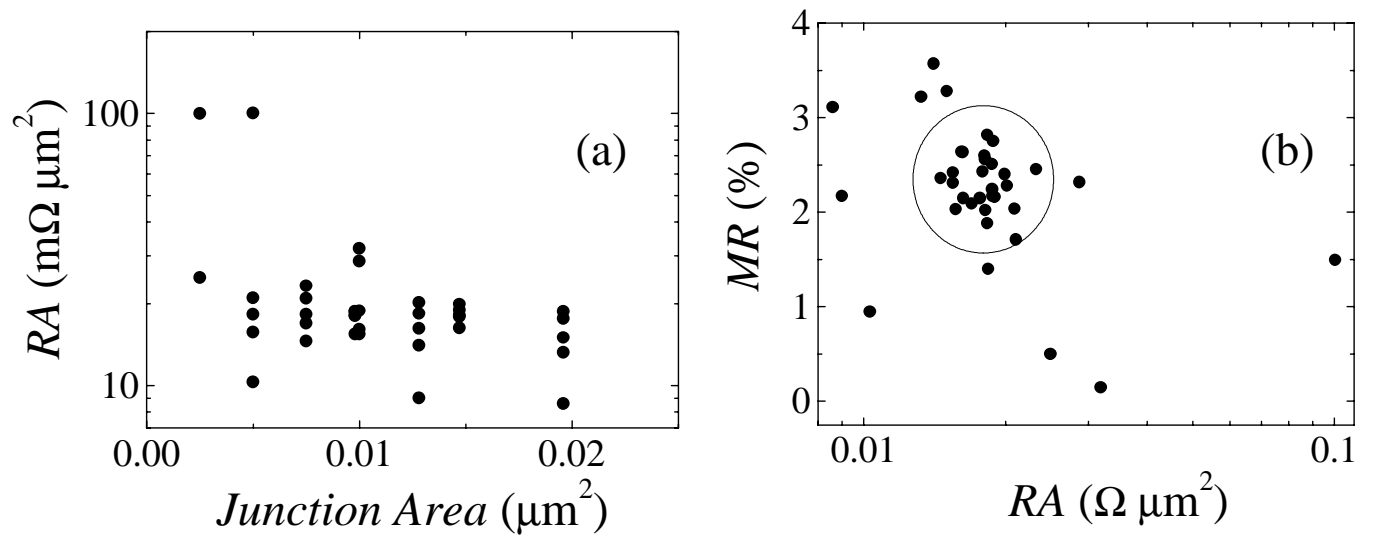 100
10
0.00 0.01 0.02
RA (mΩ μm²)
Junction Area (μm²)
(a)
4
3
2
1
0
0.01 0.1
MR (%)
RA (Ω μm²)
(b)